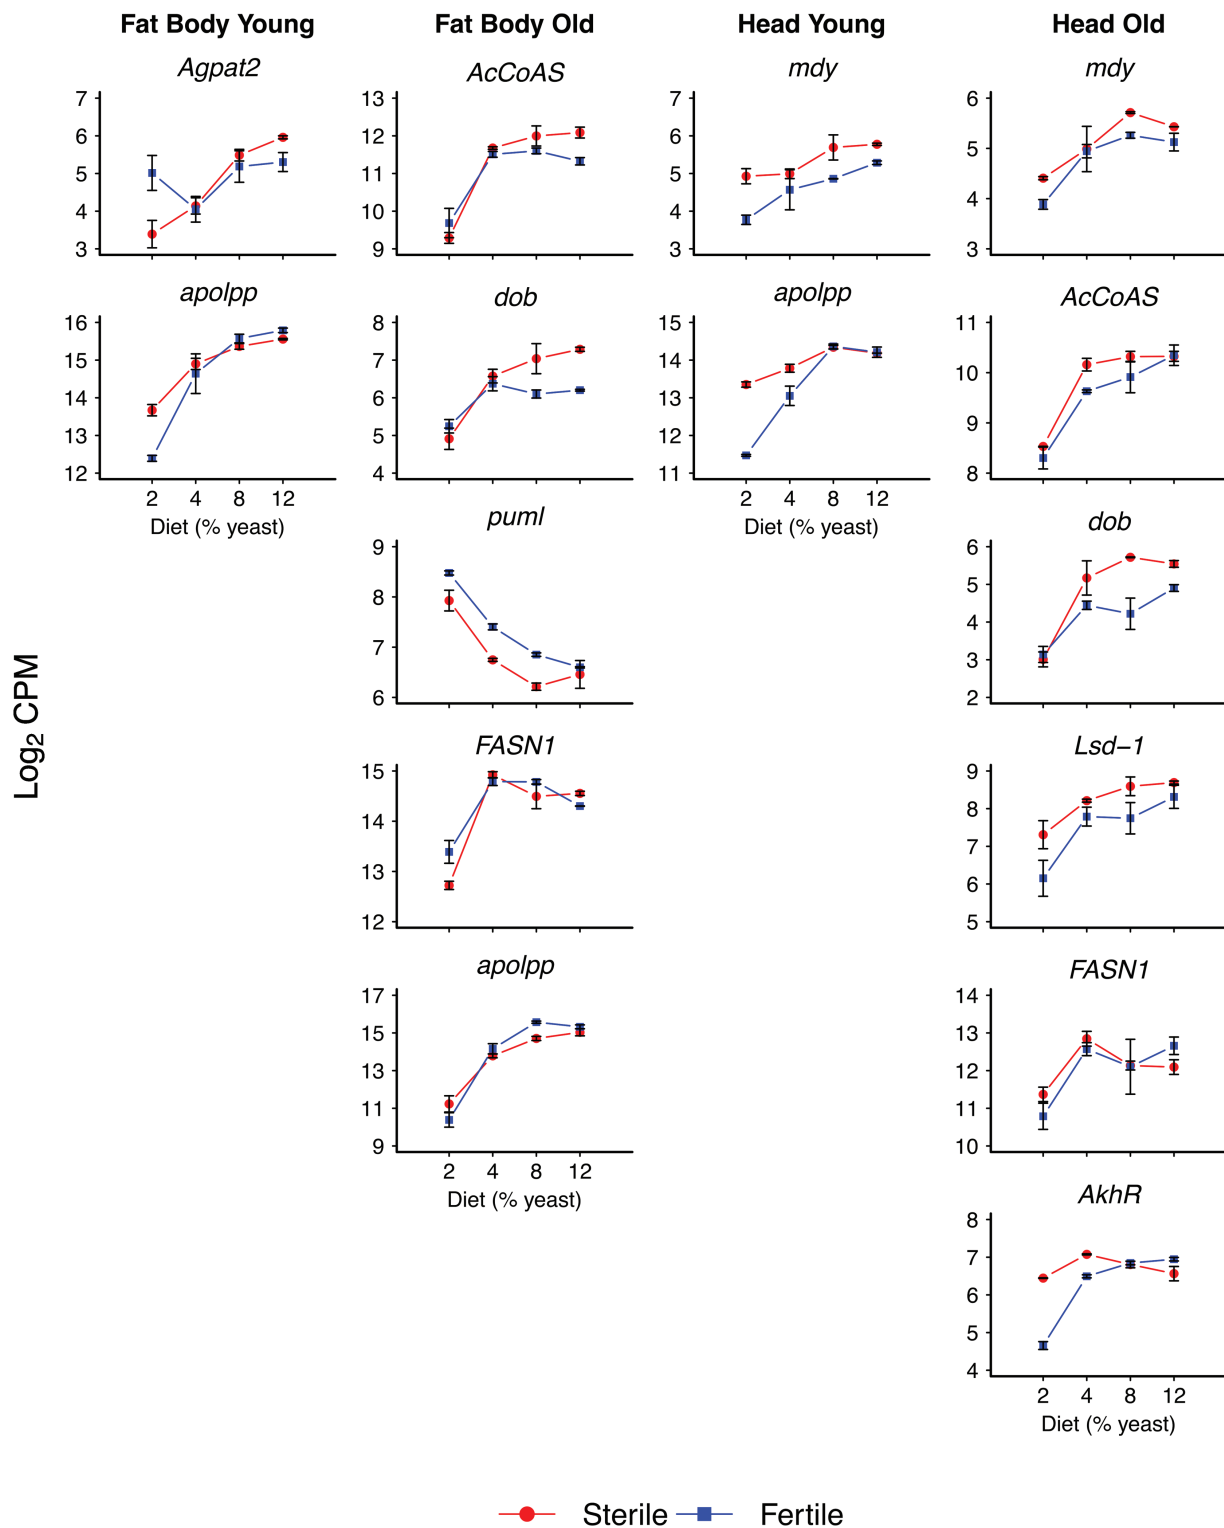 Fat Body Young Fat Body Old Head Young Head Old
Agpat2 AcCoAS mdy mdy
7 13 7 6
6 12 6 5
5 11 5 4
4 10 4 3
3 9 3
apolpp dob apolpp AcCoAS
16 8 15 11
15 7 14 10
14 6 13 9
13 5 12 8
12 4 11
2 4 8 12 2 4 8 12
Diet (% yeast) Diet (% yeast)
puml dob
9 6
8 5
7 4
6 3
2
Log2 CPM
FASN1 Lsd−1
15 9
14 8
13 7
12 6
5
apolpp FASN1
17 14
15 13
13 12
11 11
9 10
2 4 8 12
Diet (% yeast)
AkhR
8
7
6
5
4
2 4 8 12
Diet (% yeast)
Sterile Fertile